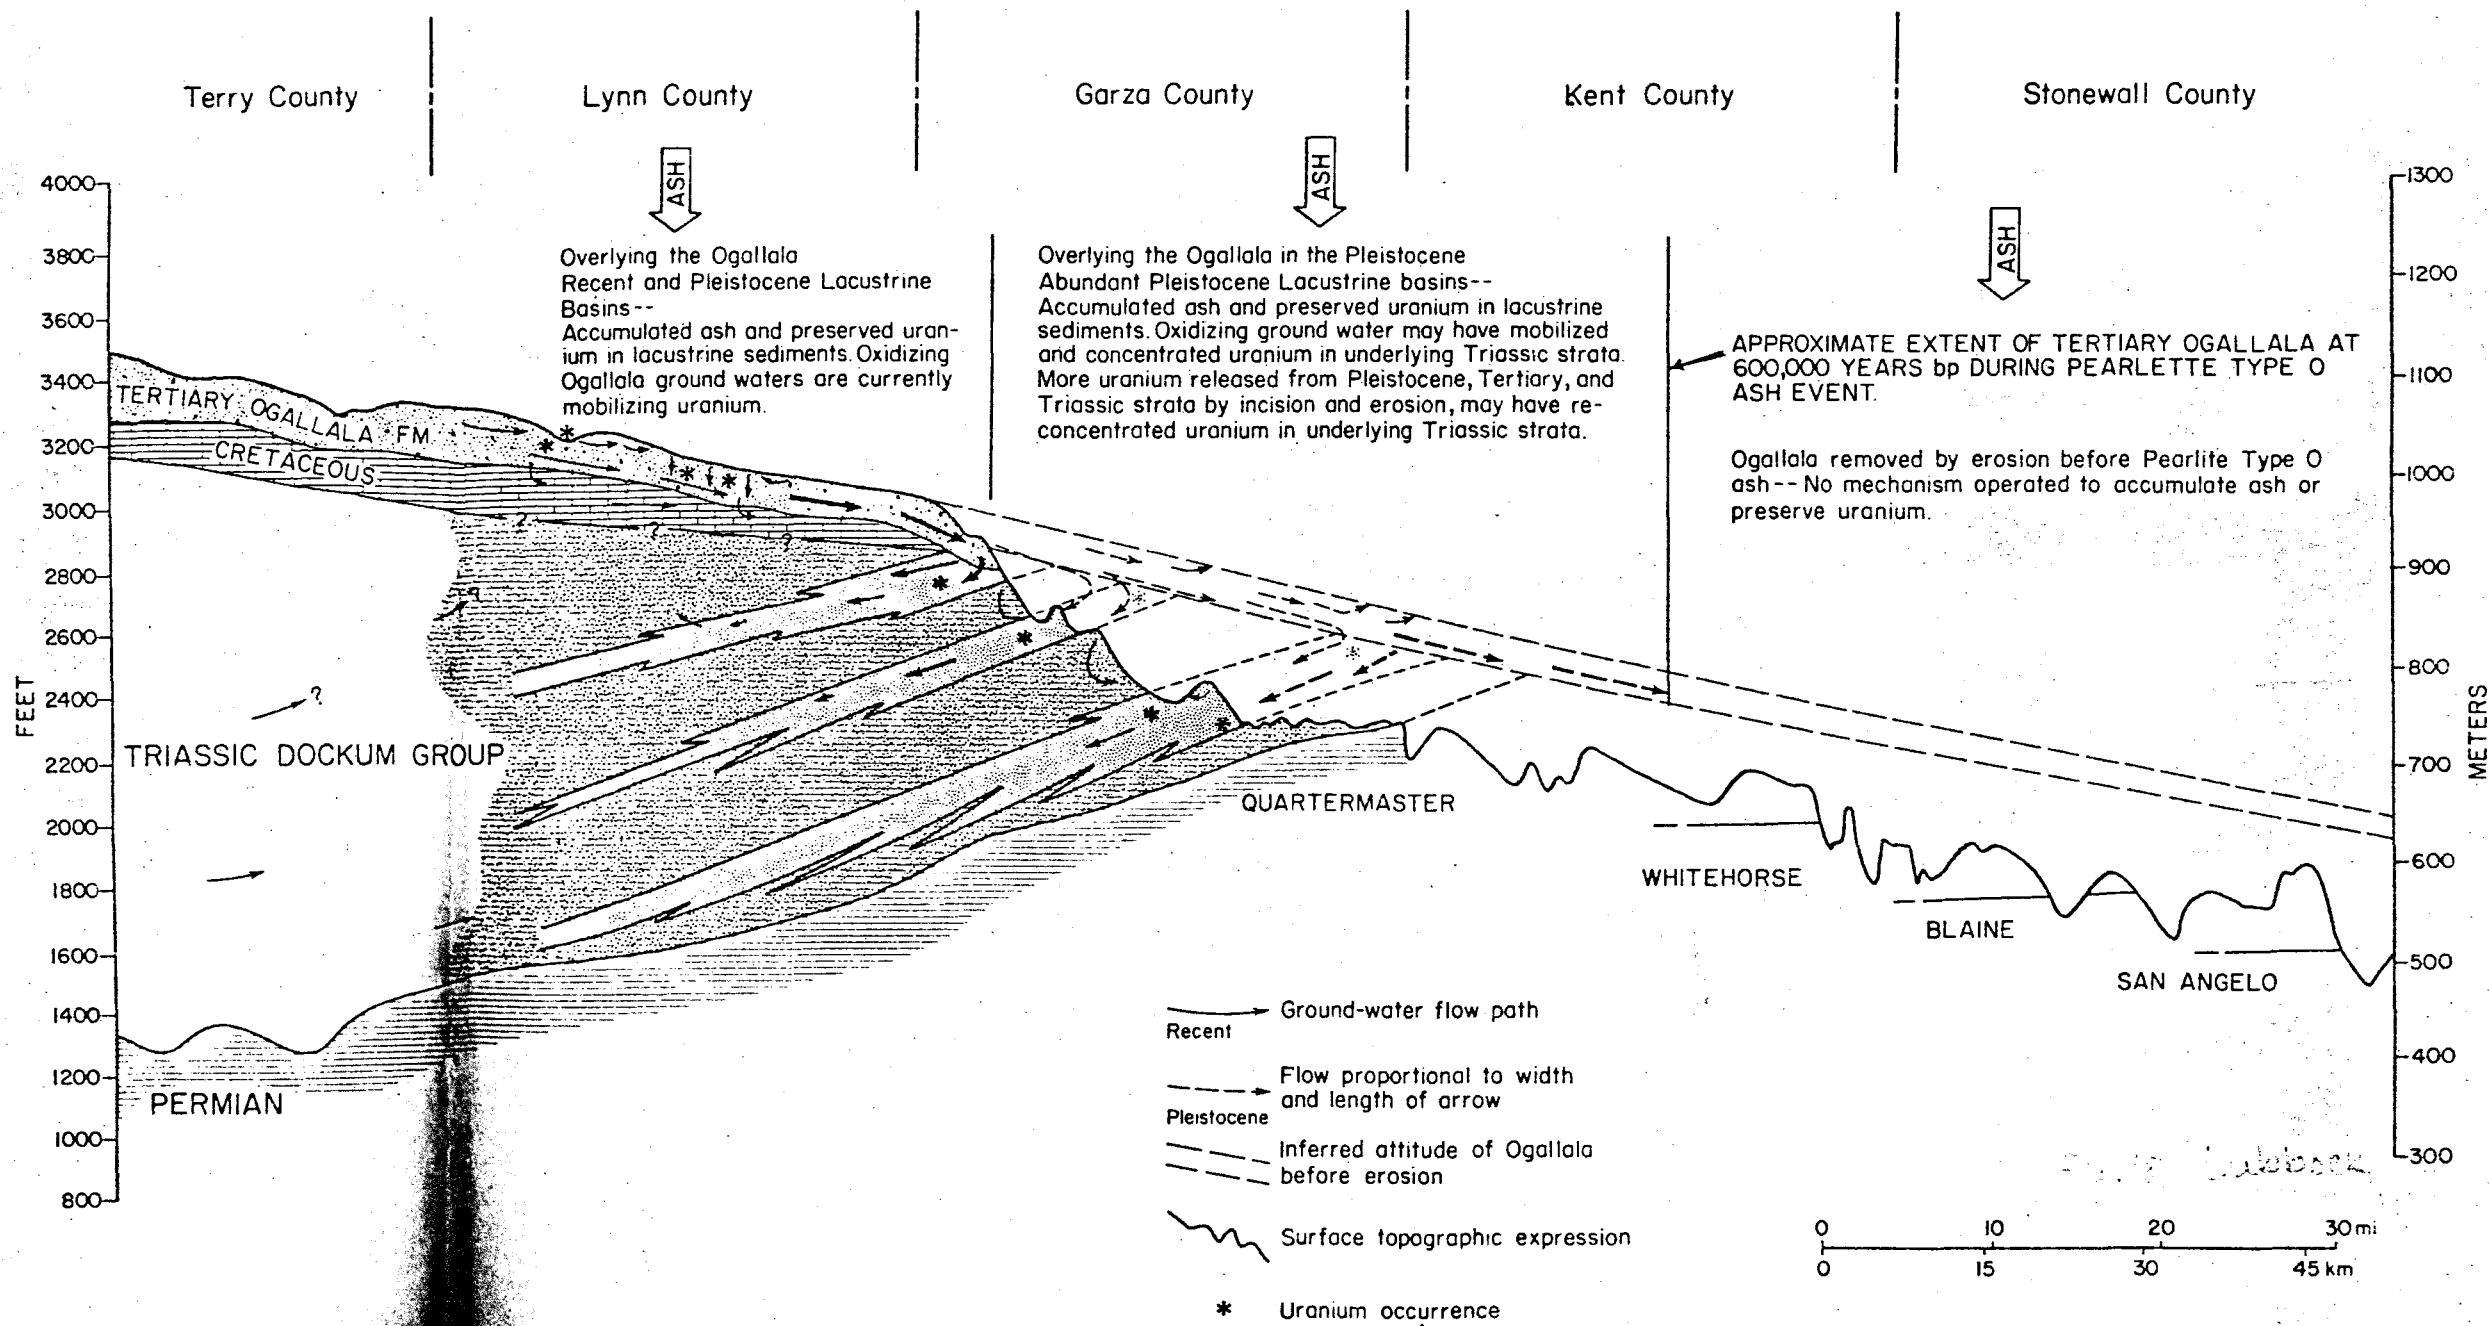 Terry County
Lynn County
Garza County
Kent County
Stonewall County
ASH
ASH
ASH
4000
3800
3600
3400
3200
3000
2800
2600
2400
2200
2000
1800
1600
1400
1200
1000
800
FEET
1300
1200
1100
1000
900
800
700
600
500
400
300
METERS
Overlying the Ogallala
Recent and Pleistocene Lacustrine
Basins--
Accumulated ash and preserved uran-
ium in lacustrine sediments. Oxidizing
Ogallala ground waters are currently
mobilizing uranium.
Overlying the Ogallala in the Pleistocene
Abundant Pleistocene Lacustrine basins--
Accumulated ash and preserved uranium in lacustrine
sediments. Oxidizing ground water may have mobilized
and concentrated uranium in underlying Triassic strata.
More uranium released from Pleistocene, Tertiary, and
Triassic strata by incision and erosion, may have re-
concentrated uranium in underlying Triassic strata.
APPROXIMATE EXTENT OF TERTIARY OGALLALA AT
600,000 YEARS bp DURING PEARLETTE TYPE O
ASH EVENT.
Ogallala removed by erosion before Pearlite Type O
ash-- No mechanism operated to accumulate ash or
preserve uranium.
TERTIARY OGALLALA FM
CRETACEOUS
? ? ?
?
?
TRIASSIC DOCKUM GROUP
PERMIAN
QUARTERMASTER
WHITEHORSE
BLAINE
SAN ANGELO
Ground-water flow path
Recent
Flow proportional to width
and length of arrow
Pleistocene
Inferred attitude of Ogallala
before erosion
Surface topographic expression
* Uranium occurrence
0 10 20 30 mi
0 15 30 45 km